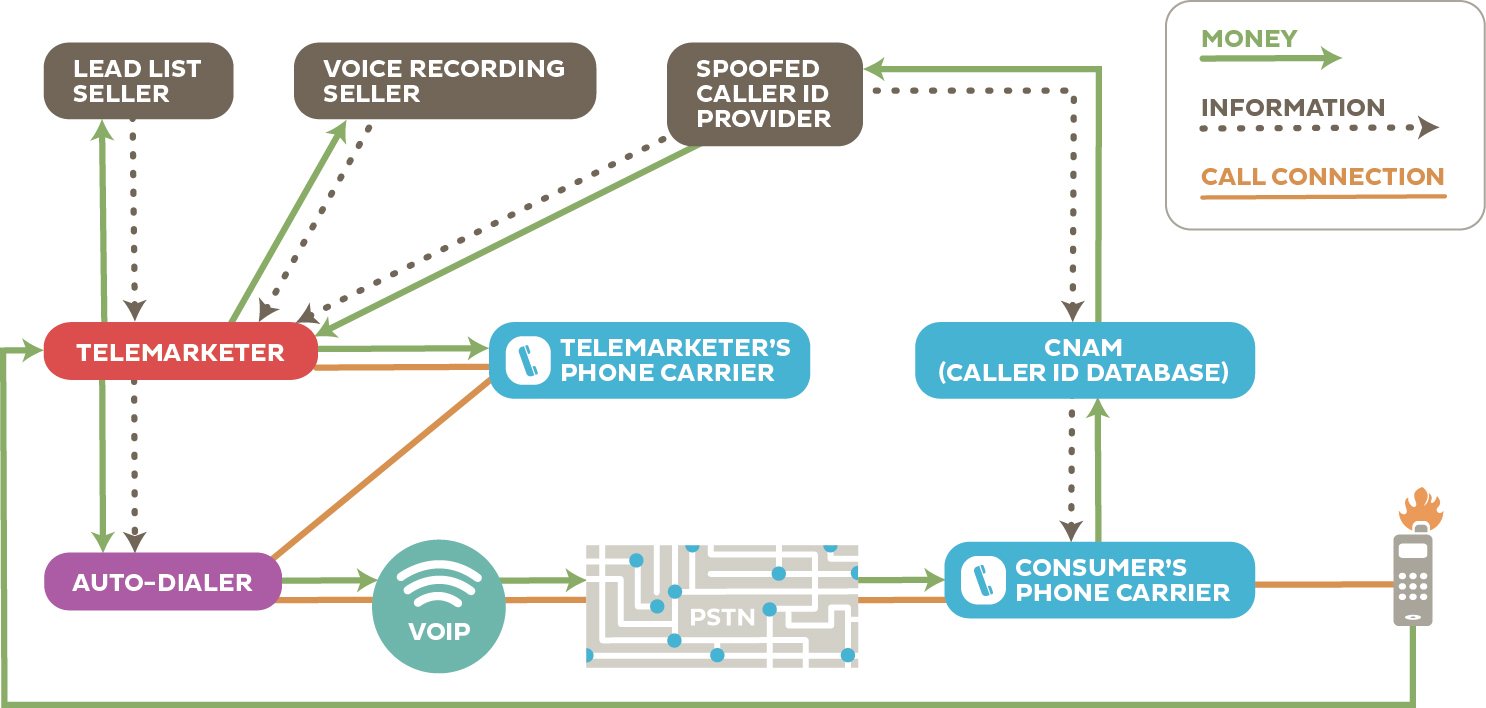 LEAD LIST
SELLER
VOICE RECORDING
SELLER
SPOOFED
CALLER ID
PROVIDER
MONEY
INFORMATION
CALL CONNECTION
TELEMARKETER
TELEMARKETER’S
PHONE CARRIER
CNAM
(CALLER ID DATABASE)
AUTO–DIALER
VOIP
PSTN
CONSUMER’S
PHONE CARRIER